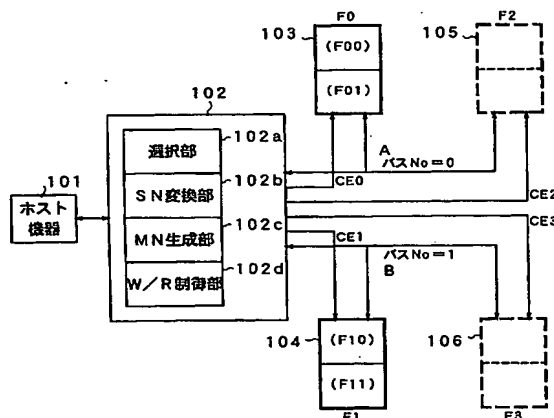 F0
F2
103
(F00)
(F01)
105
102
102a
選択部
102b
SN変換部
102c
MN生成部
102d
W/R制御部
101
ホスト
機器
A
バスNo=0
CE0
CE2
CE3
CE1
バスNo=1
B
104
(F10)
(F11)
F1
106
F3